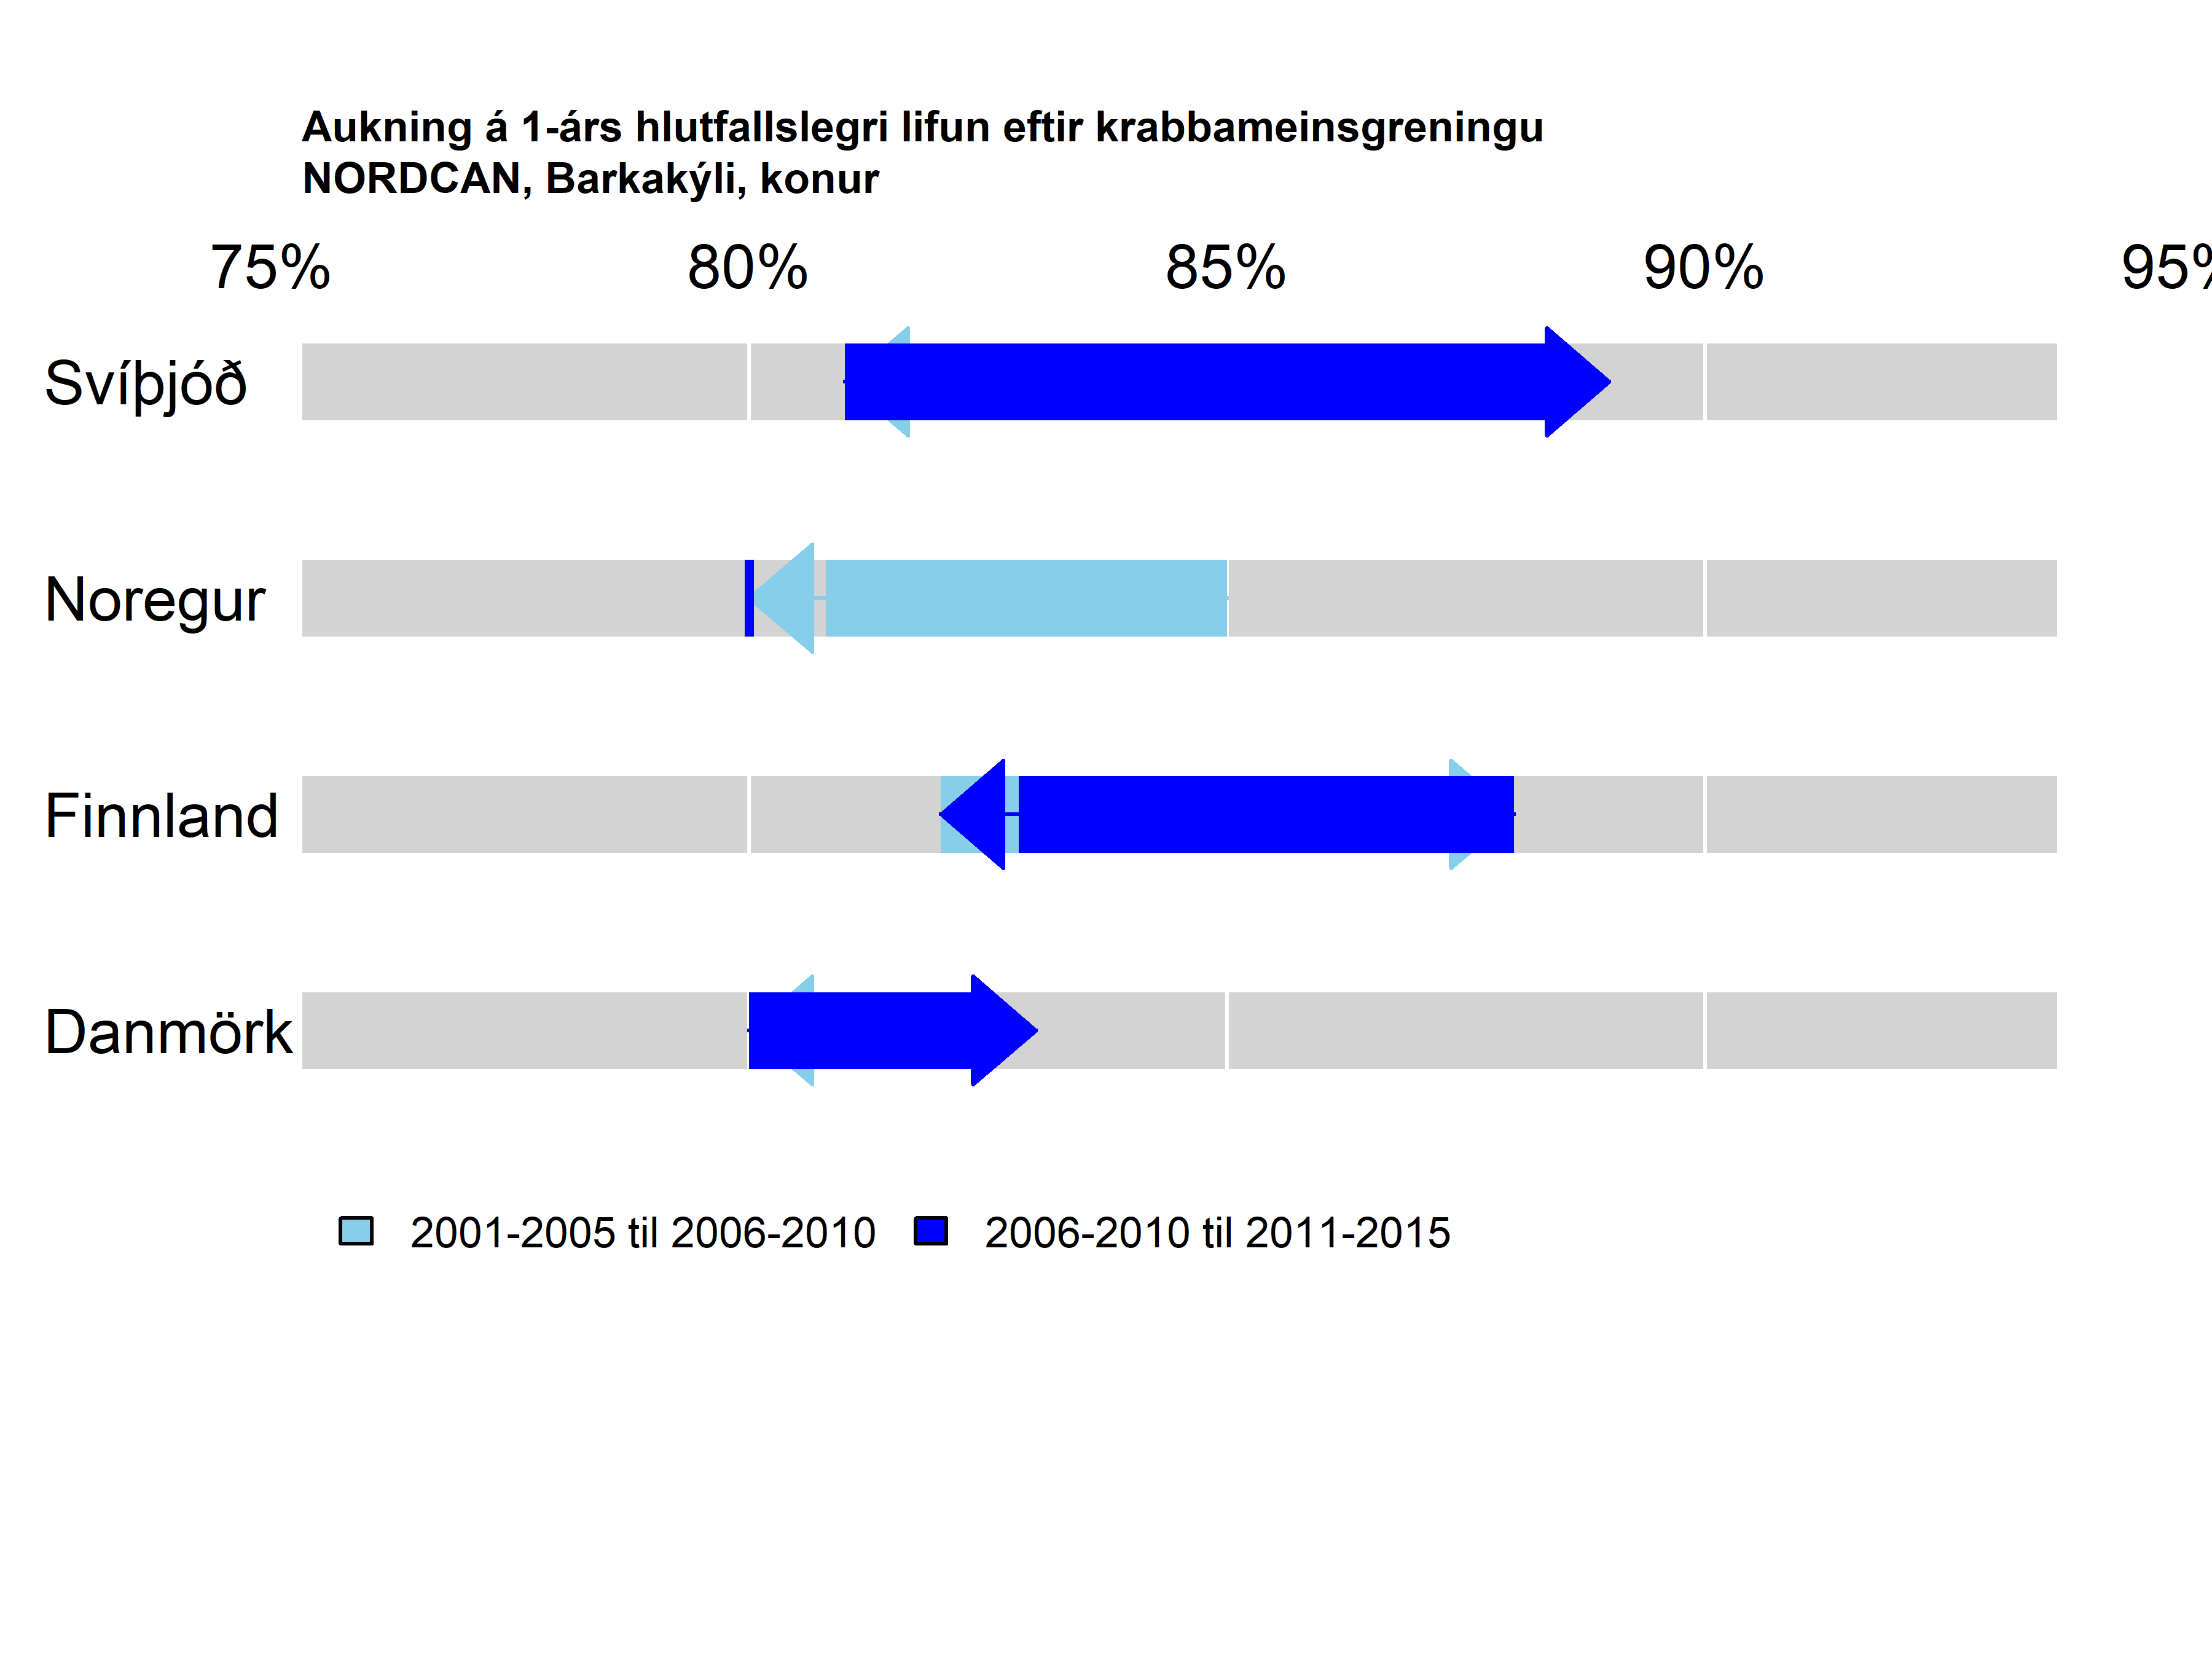 Aukning á 1-árs hlutfallslegri lifun eftir krabbameinsgreningu
NORDCAN, Barkakýli, konur
75% 80% 85% 90% 95%
Svíþjóð
Noregur
Finnland
Danmörk
2001-2005 til 2006-2010 2006-2010 til 2011-2015